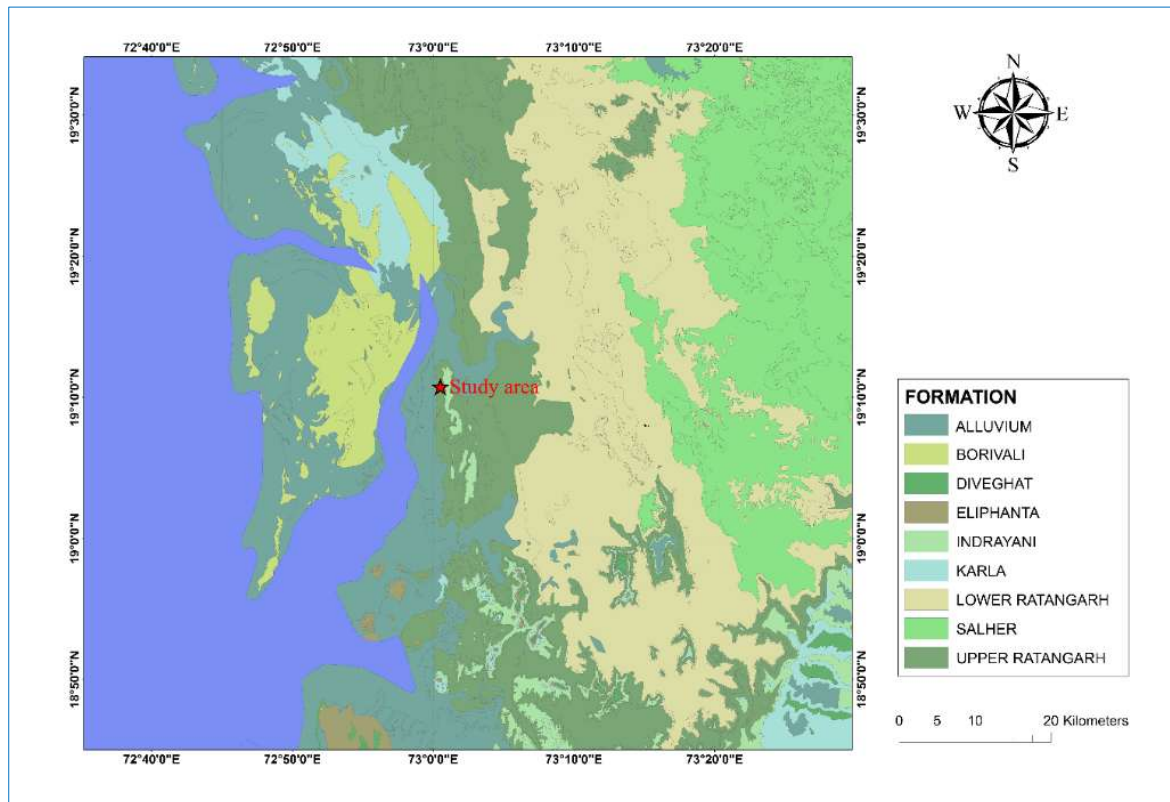 72°40'0"E 72°50'0"E 73°0'0"E 73°10'0"E 73°20'0"E
N
W E
S
19°30'0"N 19°30'0"N
19°20'0"N 19°20'0"N
19°10'0"N 19°10'0"N
Study area
19°0'0"N 19°0'0"N
18°50'0"N 18°50'0"N
72°40'0"E 72°50'0"E 73°0'0"E 73°10'0"E 73°20'0"E
FORMATION
ALLUVIUM
BORIVALI
DIVEGHAT
ELIPHANTA
INDRAYANI
KARLA
LOWER RATANGARH
SALHER
UPPER RATANGARH
0 5 10 20 Kilometers